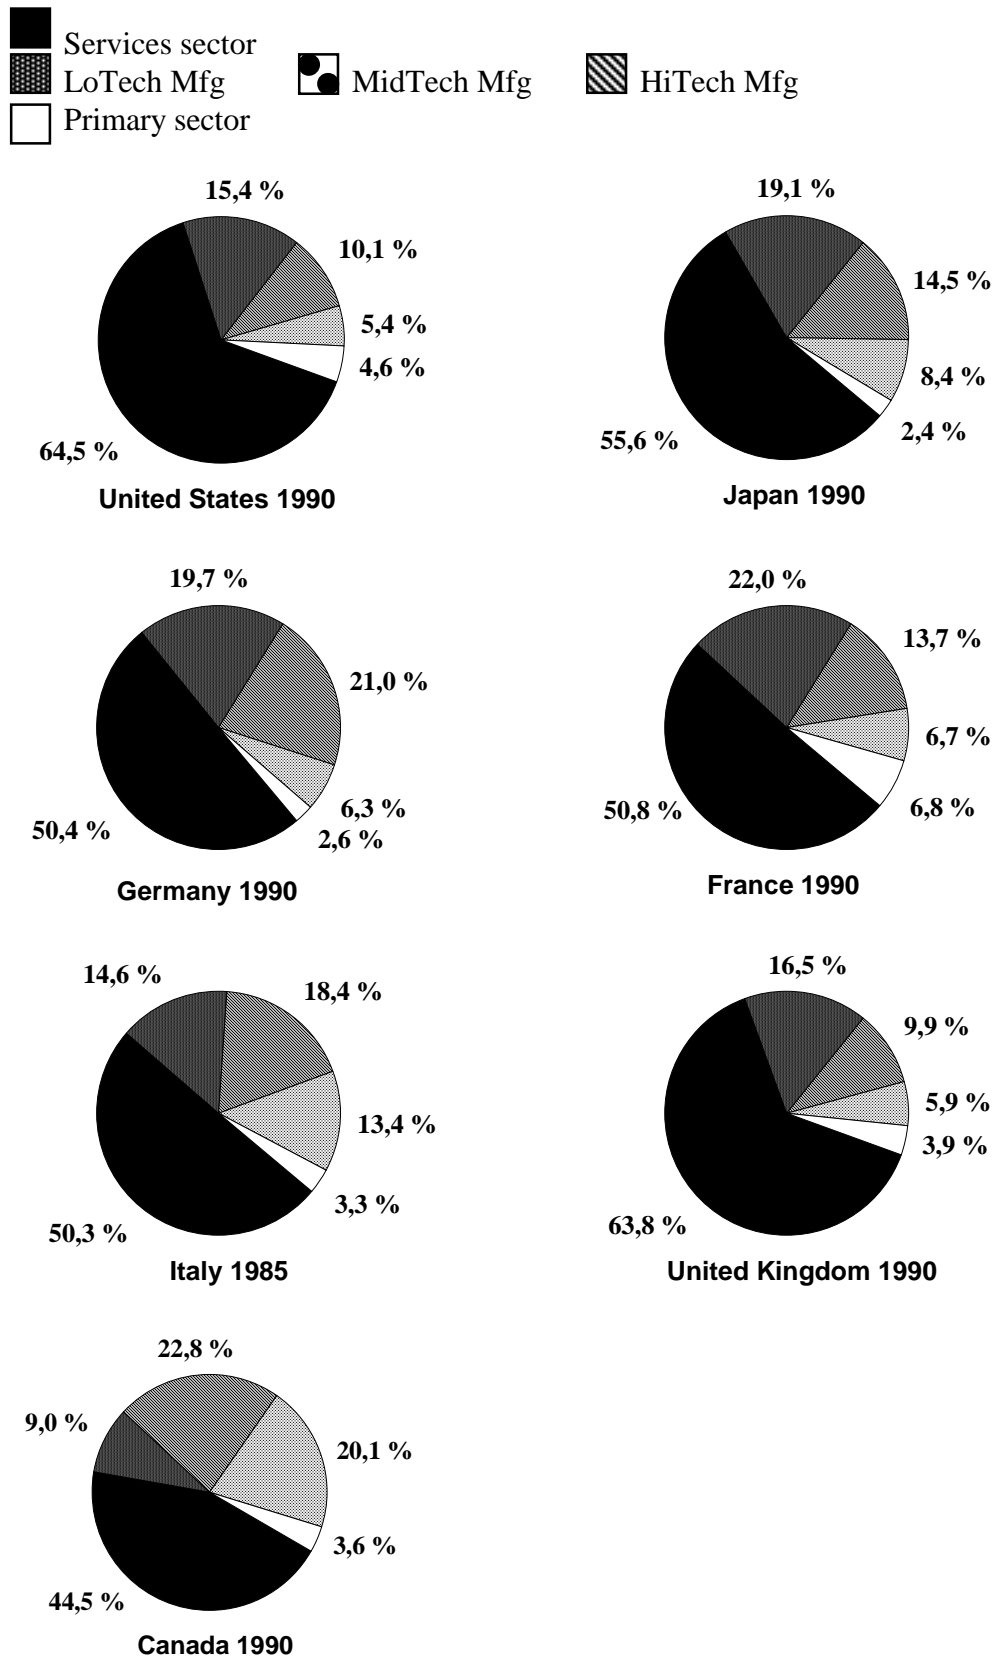 Services sector
LoTech Mfg
MidTech Mfg
HiTech Mfg
Primary sector
15,4 %
10,1 %
5,4 %
4,6 %
64,5 %
United States 1990
19,1 %
14,5 %
8,4 %
2,4 %
55,6 %
Japan 1990
19,7 %
21,0 %
6,3 %
2,6 %
50,4 %
Germany 1990
22,0 %
13,7 %
6,7 %
6,8 %
50,8 %
France 1990
14,6 %
18,4 %
13,4 %
3,3 %
50,3 %
Italy 1985
16,5 %
9,9 %
5,9 %
3,9 %
63,8 %
United Kingdom 1990
22,8 %
9,0 %
20,1 %
3,6 %
44,5 %
Canada 1990